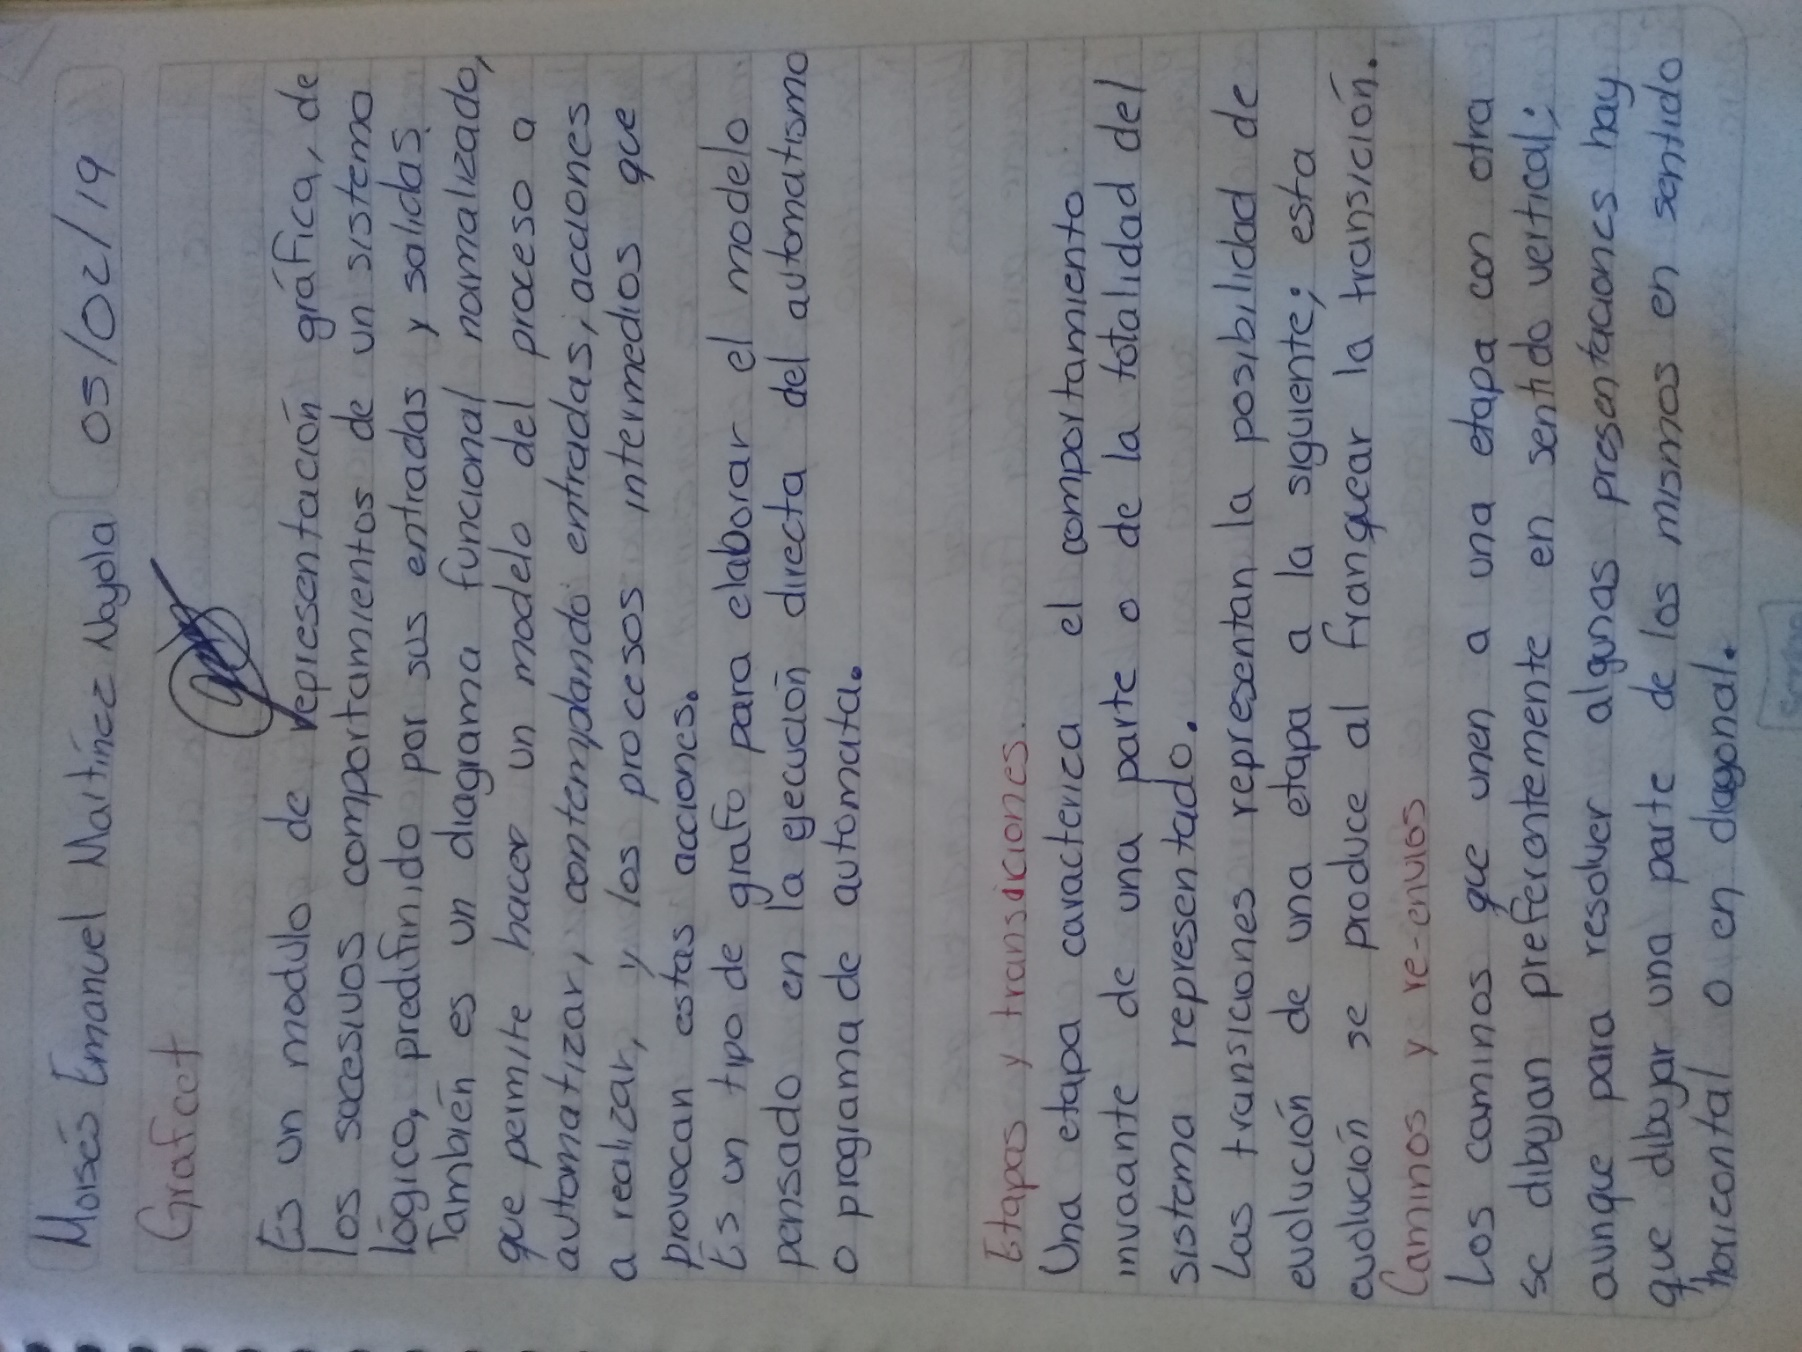 Moisés Emanuel Martínez Nayola 05/02/19
Grafcet
Es un modulo de representación gráfica, de
los sucesivos comportamientos de un sistema
lógico, predifinido por sus entradas y salidas.
También es un diagrama funcional normalizado,
que permite hacer un modelo del proceso a
automatizar, contemplando entradas, acciones
a realizar, y los procesos intermedios que
provocan estas acciones.
Es un tipo de grafo para elaborar el modelo
pensado en la ejecución directa del automatismo
o programa de automata.
Etapas y transiciones.
Una etapa caracterica el comportamiento
invaante de una parte o de la totalidad del
sistema representado.
Las transiciones representan la posibilidad de
evolución de una etapa a la siguiente; esta
evolución se produce al franquear la transición.
Caminos y re-envios
Los caminos que unen a una etapa con otra
se dibujan preferentemente en sentido vertical;
aunque para resolver algunas presentaciones hay
que dibujar una parte de los mismos en sentido
horicontal o en diagonal.